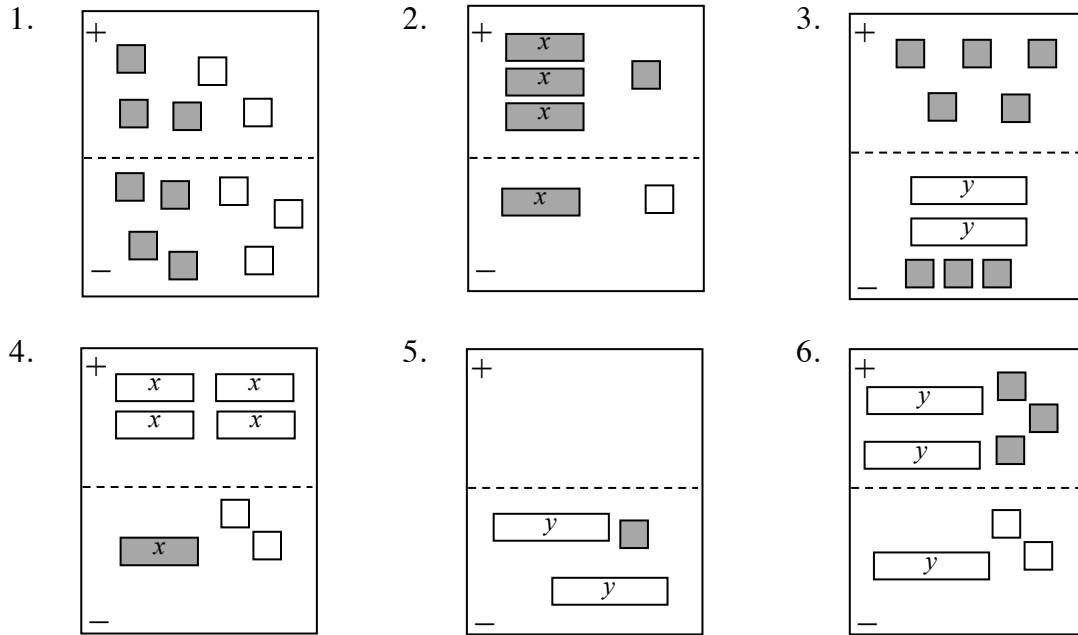 1.
+
−
2.
+
x
x
x
x
−
3.
+
y
y
−
4.
+
x x
x x
x
−
5.
+
y
y
−
6.
+
y
y
y
−